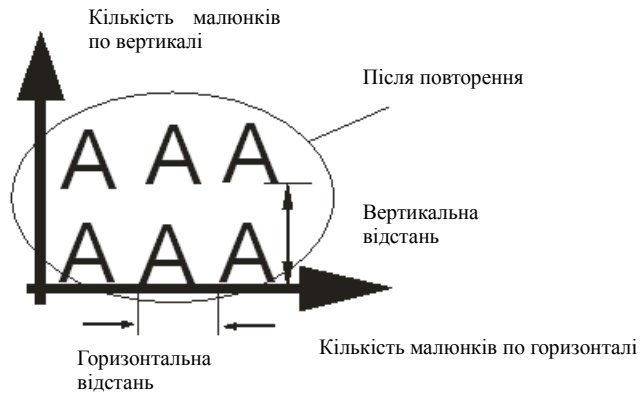 Кількість малюнків
по вертикалі
Після повторення
A A A
Вертикальна
відстань
A A A
Горизонтальна
відстань
Кількість малюнків по горизонталі